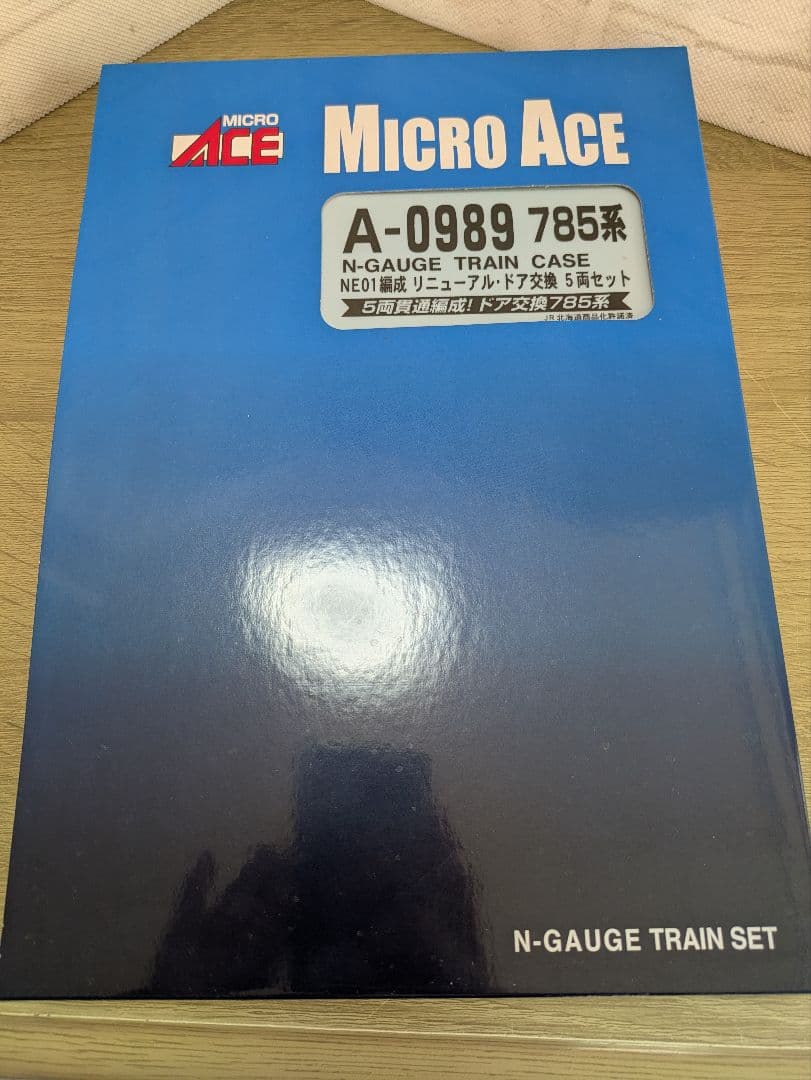 MICRO
ACE
MICRO ACE
A-0989 785系
N-GAUGE TRAIN CASE
NE01編成 リニューアル・ドア交換 5両セット
5両貫通編成!ドア交換785系
JR北海道商品化許諾済
N-GAUGE TRAIN SET